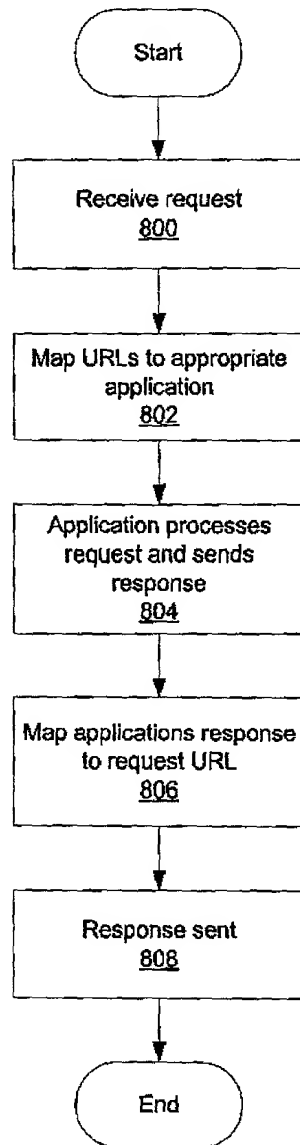 Start
Receive request
800
Map URLs to appropriate
application
802
Application processes
request and sends
response
804
Map applications response
to request URL
806
Response sent
808
End